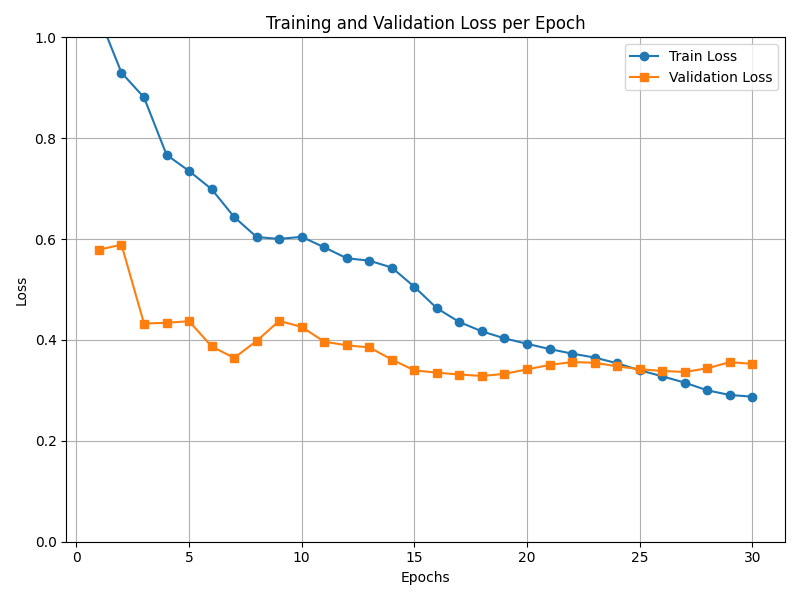 Training and Validation Loss per Epoch
Train Loss
Validation Loss
1.0
0.8
0.6
0.4
0.2
0.0
Loss
0 5 10 15 20 25 30
Epochs